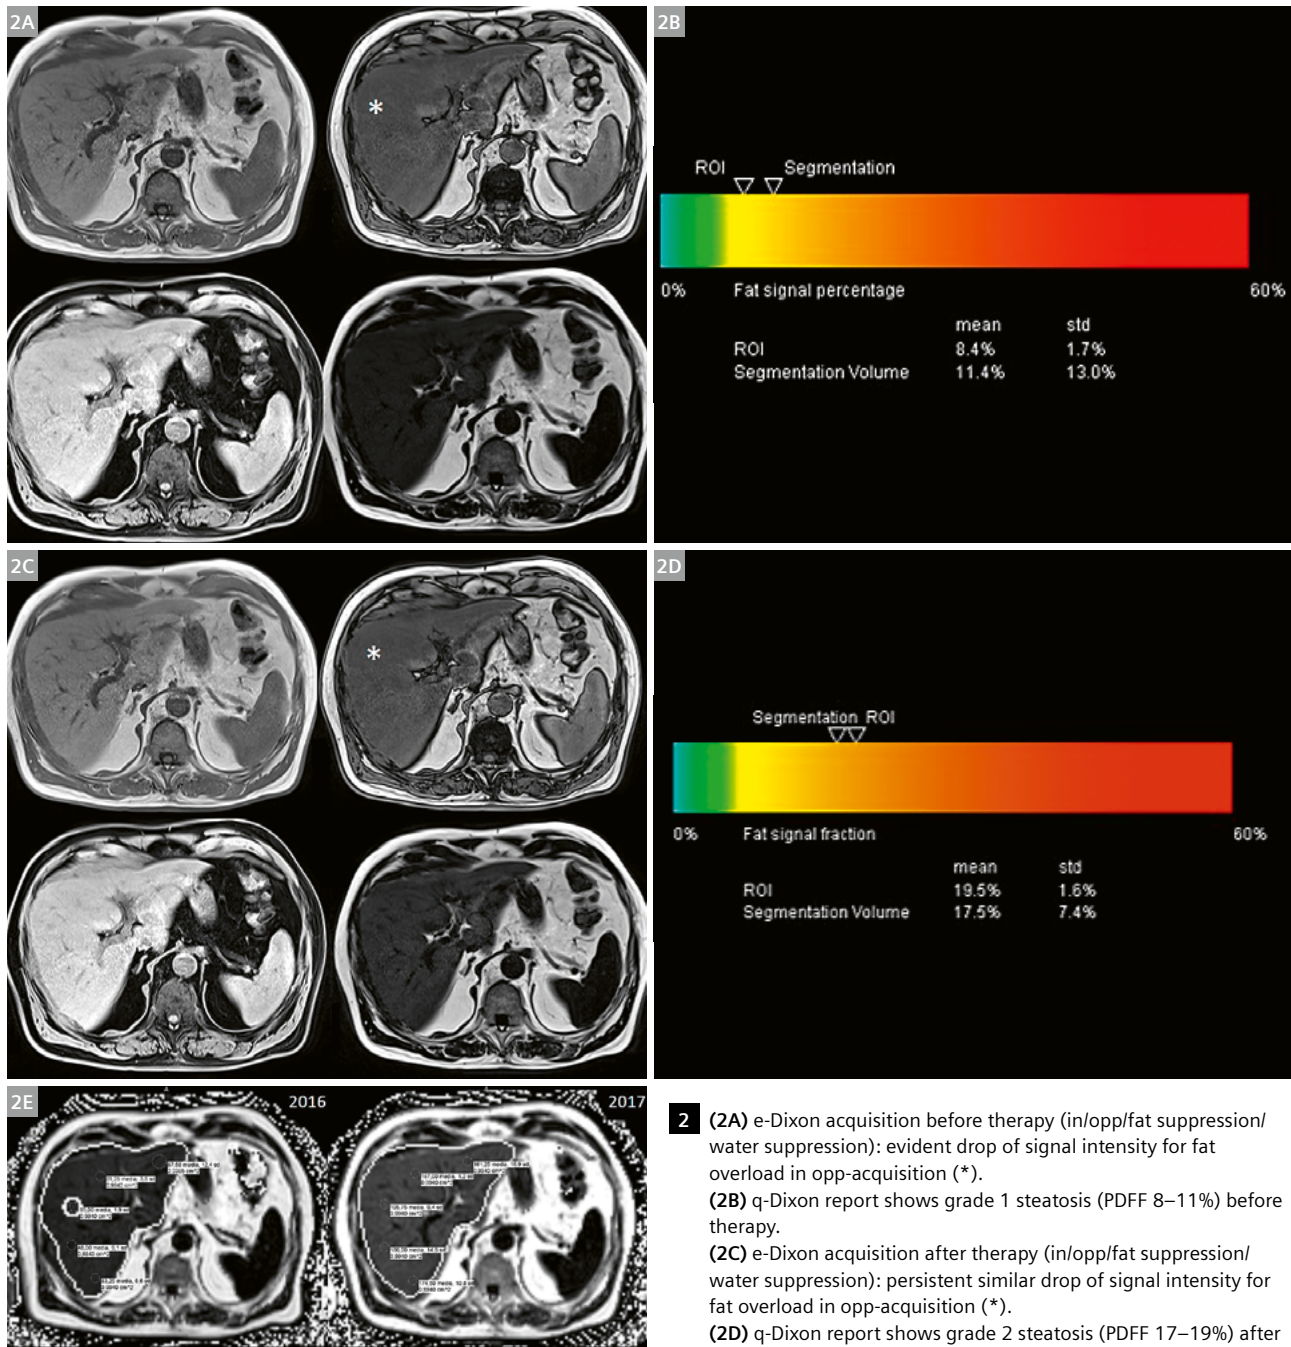 2A
2B
ROI Segmentation
0% Fat signal percentage 60%
mean std
ROI 8.4% 1.7%
Segmentation Volume 11.4% 13.0%
2C
2D
Segmentation ROI
0% Fat signal fraction 60%
mean std
ROI 19.5% 1.6%
Segmentation Volume 17.5% 7.4%
2E
2016
2017
2 (2A) e-Dixon acquisition before therapy (in/opp/fat suppression/
water suppression): evident drop of signal intensity for fat
overload in opp-acquisition (*).
(2B) q-Dixon report shows grade 1 steatosis (PDFF 8–11%) before
therapy.
(2C) e-Dixon acquisition after therapy (in/opp/fat suppression/
water suppression): persistent similar drop of signal intensity for
fat overload in opp-acquisition (*).
(2D) q-Dixon report shows grade 2 steatosis (PDFF 17–19%) after